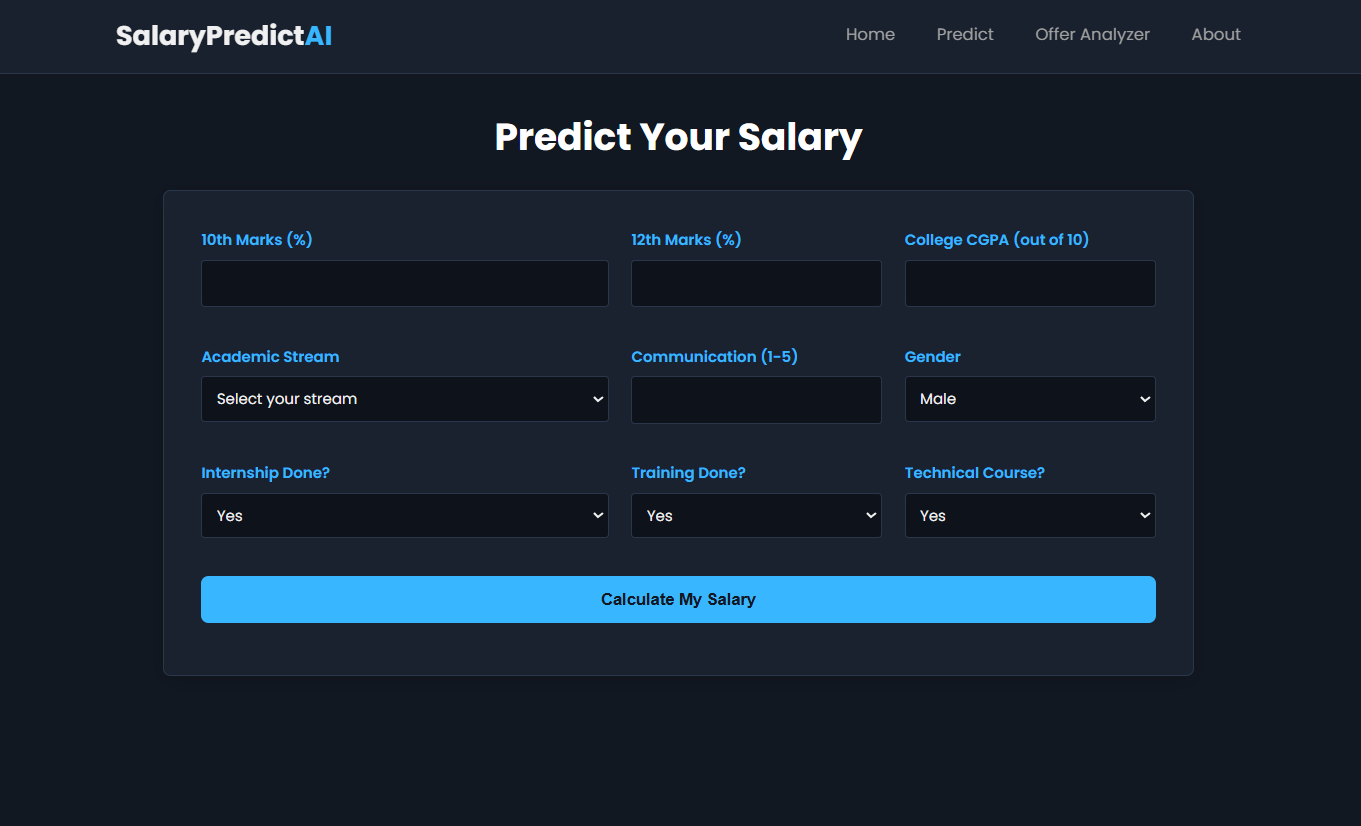 SalaryPredictAI Home Predict Offer Analyzer About
Predict Your Salary
10th Marks (%) 12th Marks (%) College CGPA (out of 10)
Academic Stream Communication (1-5) Gender
Select your stream Male
Internship Done? Training Done? Technical Course?
Yes Yes Yes
Calculate My Salary